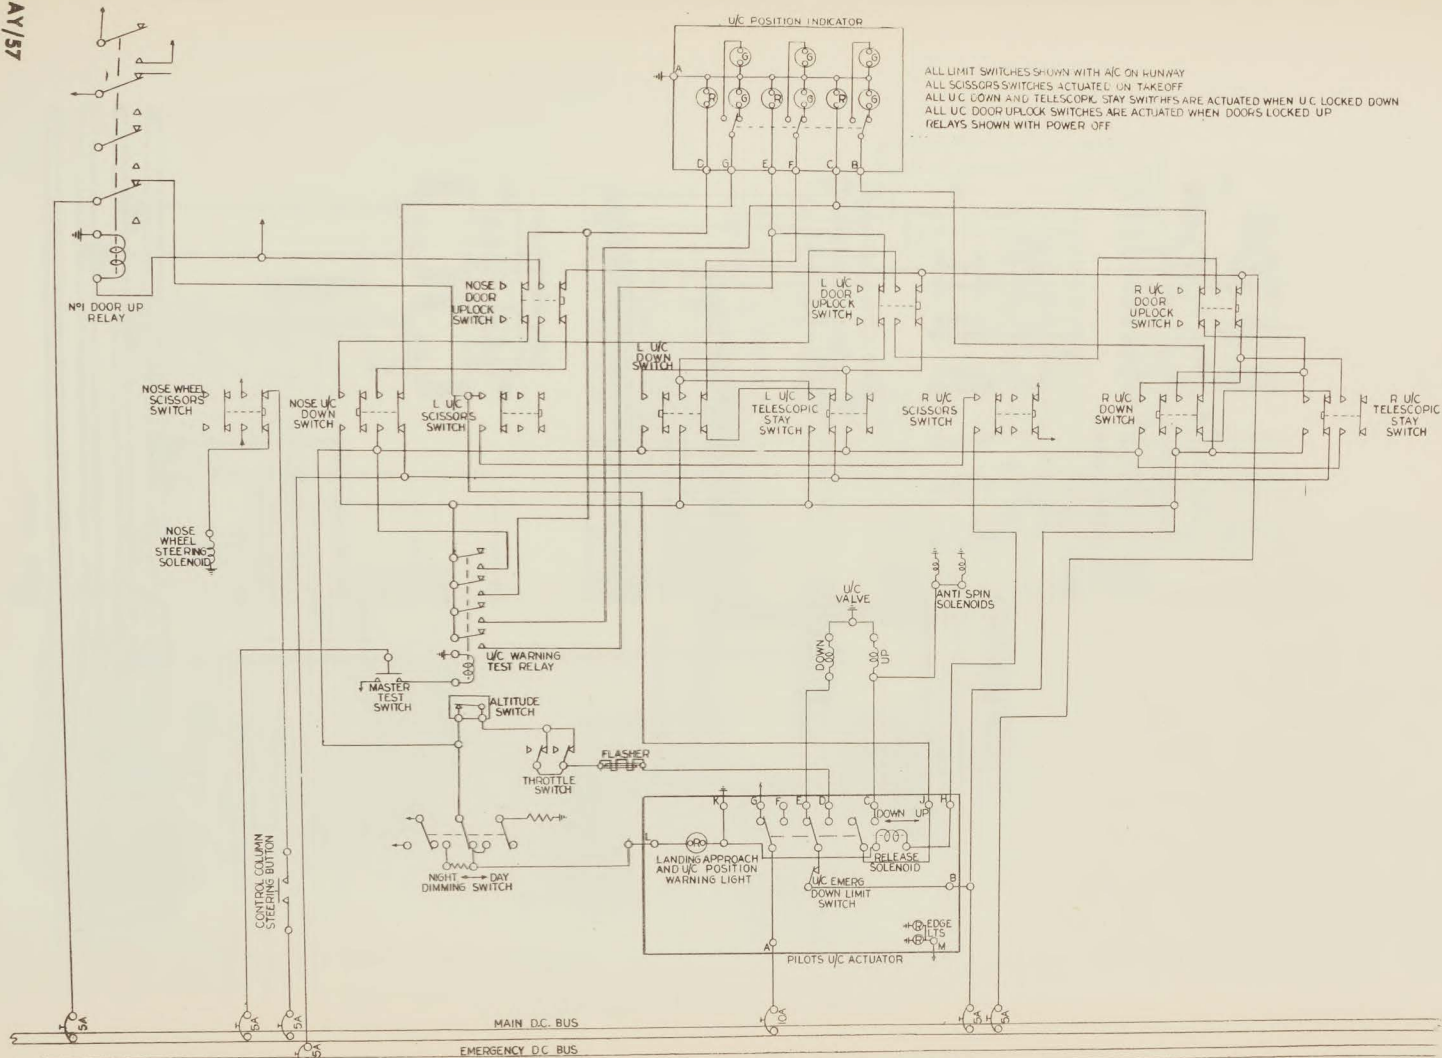 AY/57
U/C POSITION INDICATOR
A
G
G
G
R
G
R
G
R
G
D
G
E
F
C
B
ALL LIMIT SWITCHES SHOWN WITH A/C ON RUNWAY
ALL SCISSORS SWITCHES ACTUATED ON TAKEOFF
ALL U C DOWN AND TELESCOPIC STAY SWITCHES ARE ACTUATED WHEN U C LOCKED DOWN
ALL UC DOOR UPLOCK SWITCHES ARE ACTUATED WHEN DOORS LOCKED UP
RELAYS SHOWN WITH POWER OFF
Nº1 DOOR UP
RELAY
NOSE
DOOR
UPLOCK
SWITCH
L U/C
DOOR
UPLOCK
SWITCH
R U/C
DOOR
UPLOCK
SWITCH
NOSE WHEEL
SCISSORS
SWITCH
NOSE U/C
DOWN
SWITCH
L U/C
SCISSORS
SWITCH
L U/C
DOWN
SWITCH
L U/C
TELESCOPIC
STAY
SWITCH
R U/C
SCISSORS
SWITCH
R U/C
DOWN
SWITCH
R U/C
TELESCOPIC
STAY
SWITCH
NOSE
WHEEL
STEERING
SOLENOID
U/C WARNING
TEST RELAY
MASTER
TEST
SWITCH
ALTITUDE
SWITCH
THROTTLE
SWITCH
FLASHER
U/C
VALVE
DOWN
UP
ANTI SPIN
SOLENOIDS
NIGHT DAY
DIMMING SWITCH
CONTROL COLUMN
STEERING BUTTON
K
G
F
E
D
C
J
H
DOWN UP
L
R
LANDING APPROACH
AND U/C POSITION
WARNING LIGHT
RELEASE
SOLENOID
U/C EMERG
DOWN LIMIT
SWITCH
B
A
R
R
EDGE
LTS
M
PILOTS U/C ACTUATOR
5A
5A
5A
5A
10A
5A
5A
MAIN D.C. BUS
EMERGENCY D C BUS